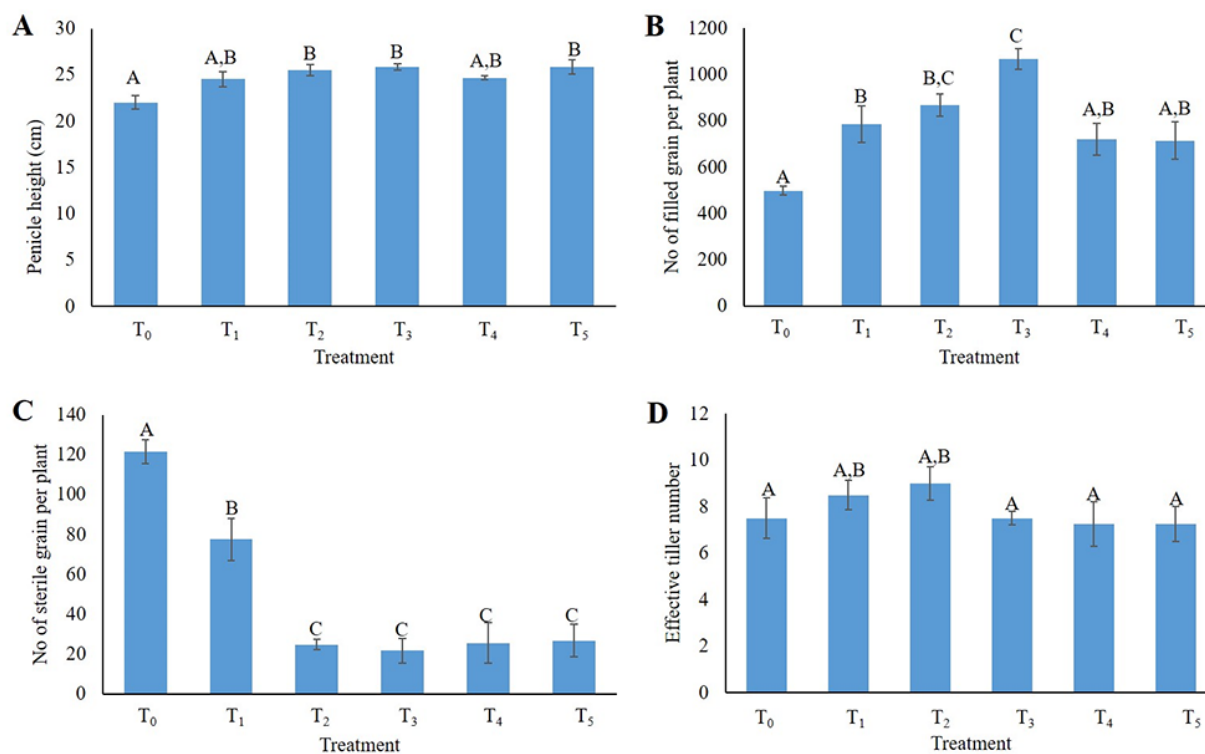 A
Penicle height (cm)
30
25
20
15
10
5
0
A
A,B
B
B
A,B
B
T0
T1
T2
T3
T4
T5
Treatment
B
No of filled grain per plant
1200
1000
800
600
400
200
0
A
B
B,C
C
A,B
A,B
T0
T1
T2
T3
T4
T5
Treatment
C
No of sterile grain per plant
140
120
100
80
60
40
20
0
A
B
C
C
C
C
T0
T1
T2
T3
T4
T5
Treatment
D
Effective tiller number
12
10
8
6
4
2
0
A
A,B
A,B
A
A
A
T0
T1
T2
T3
T4
T5
Treatment